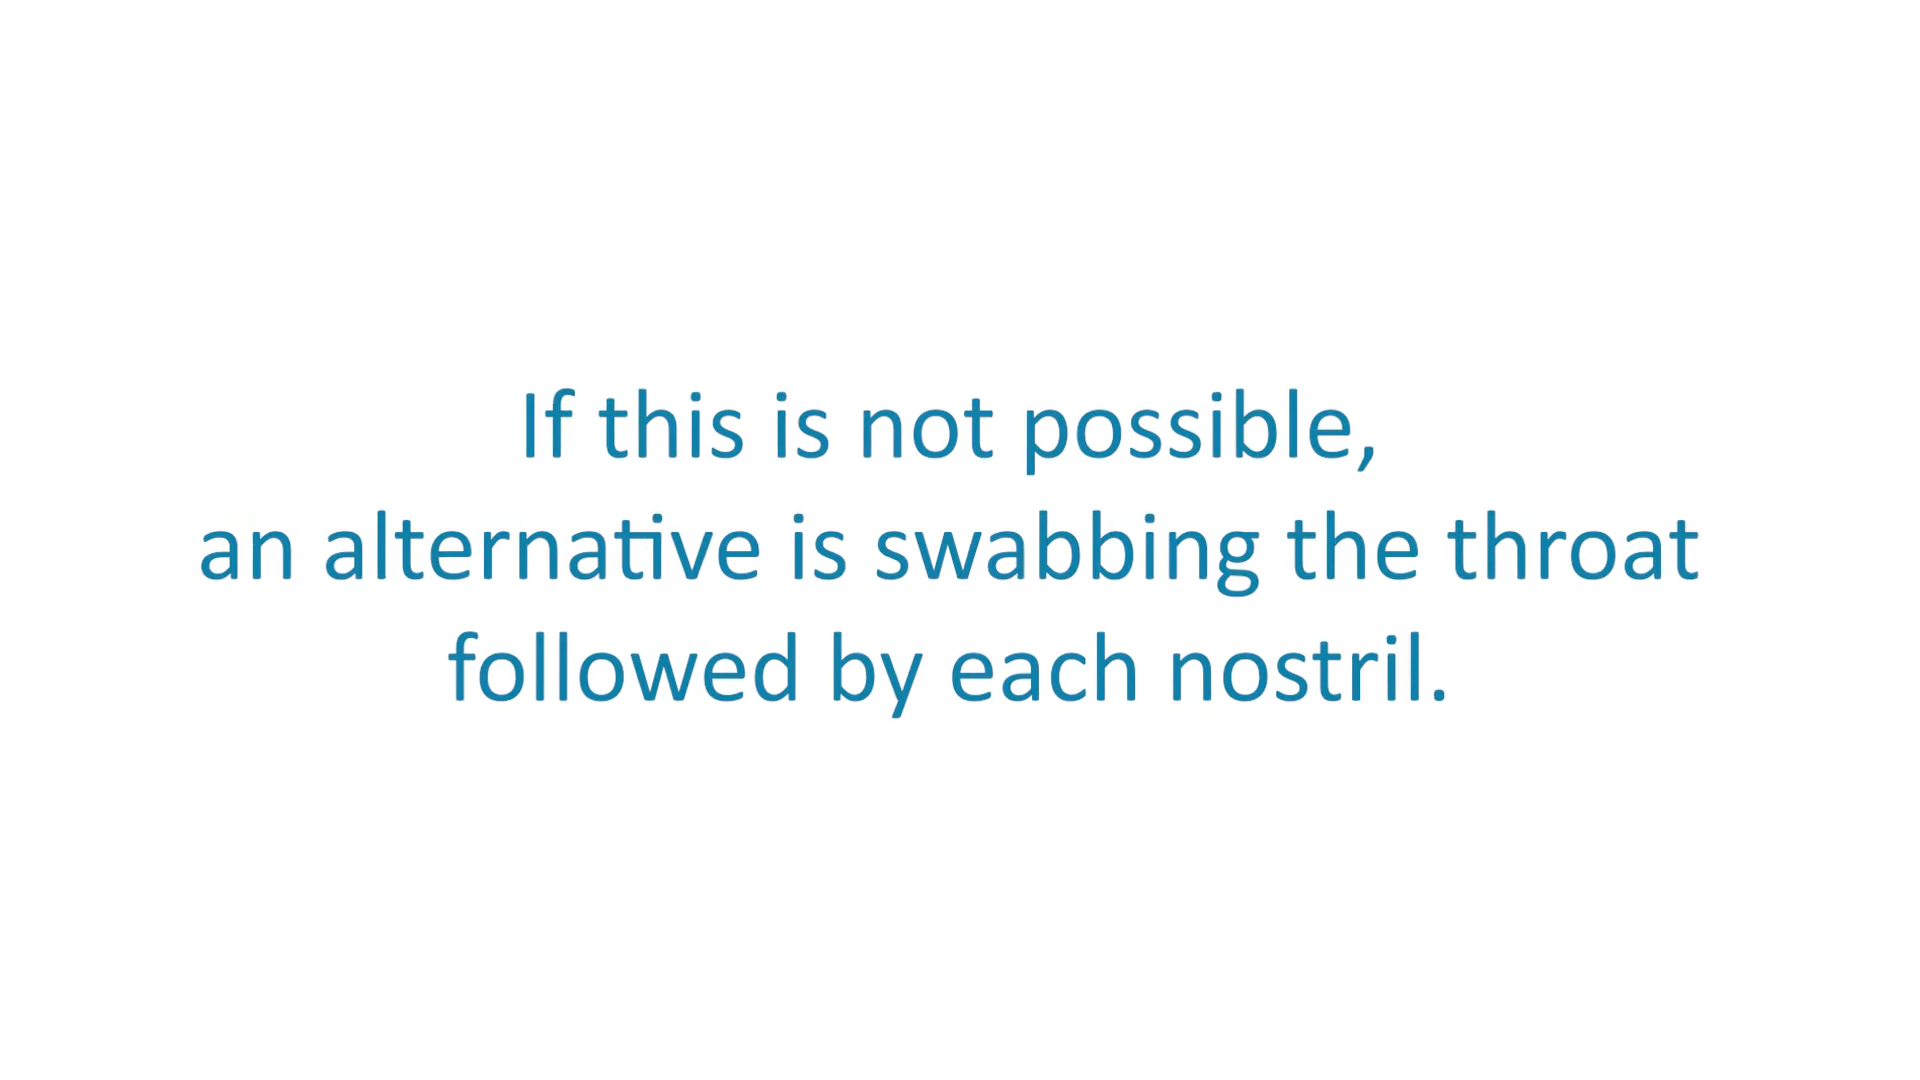 If this is not possible,
an alternative is swabbing the throat
followed by each nostril.